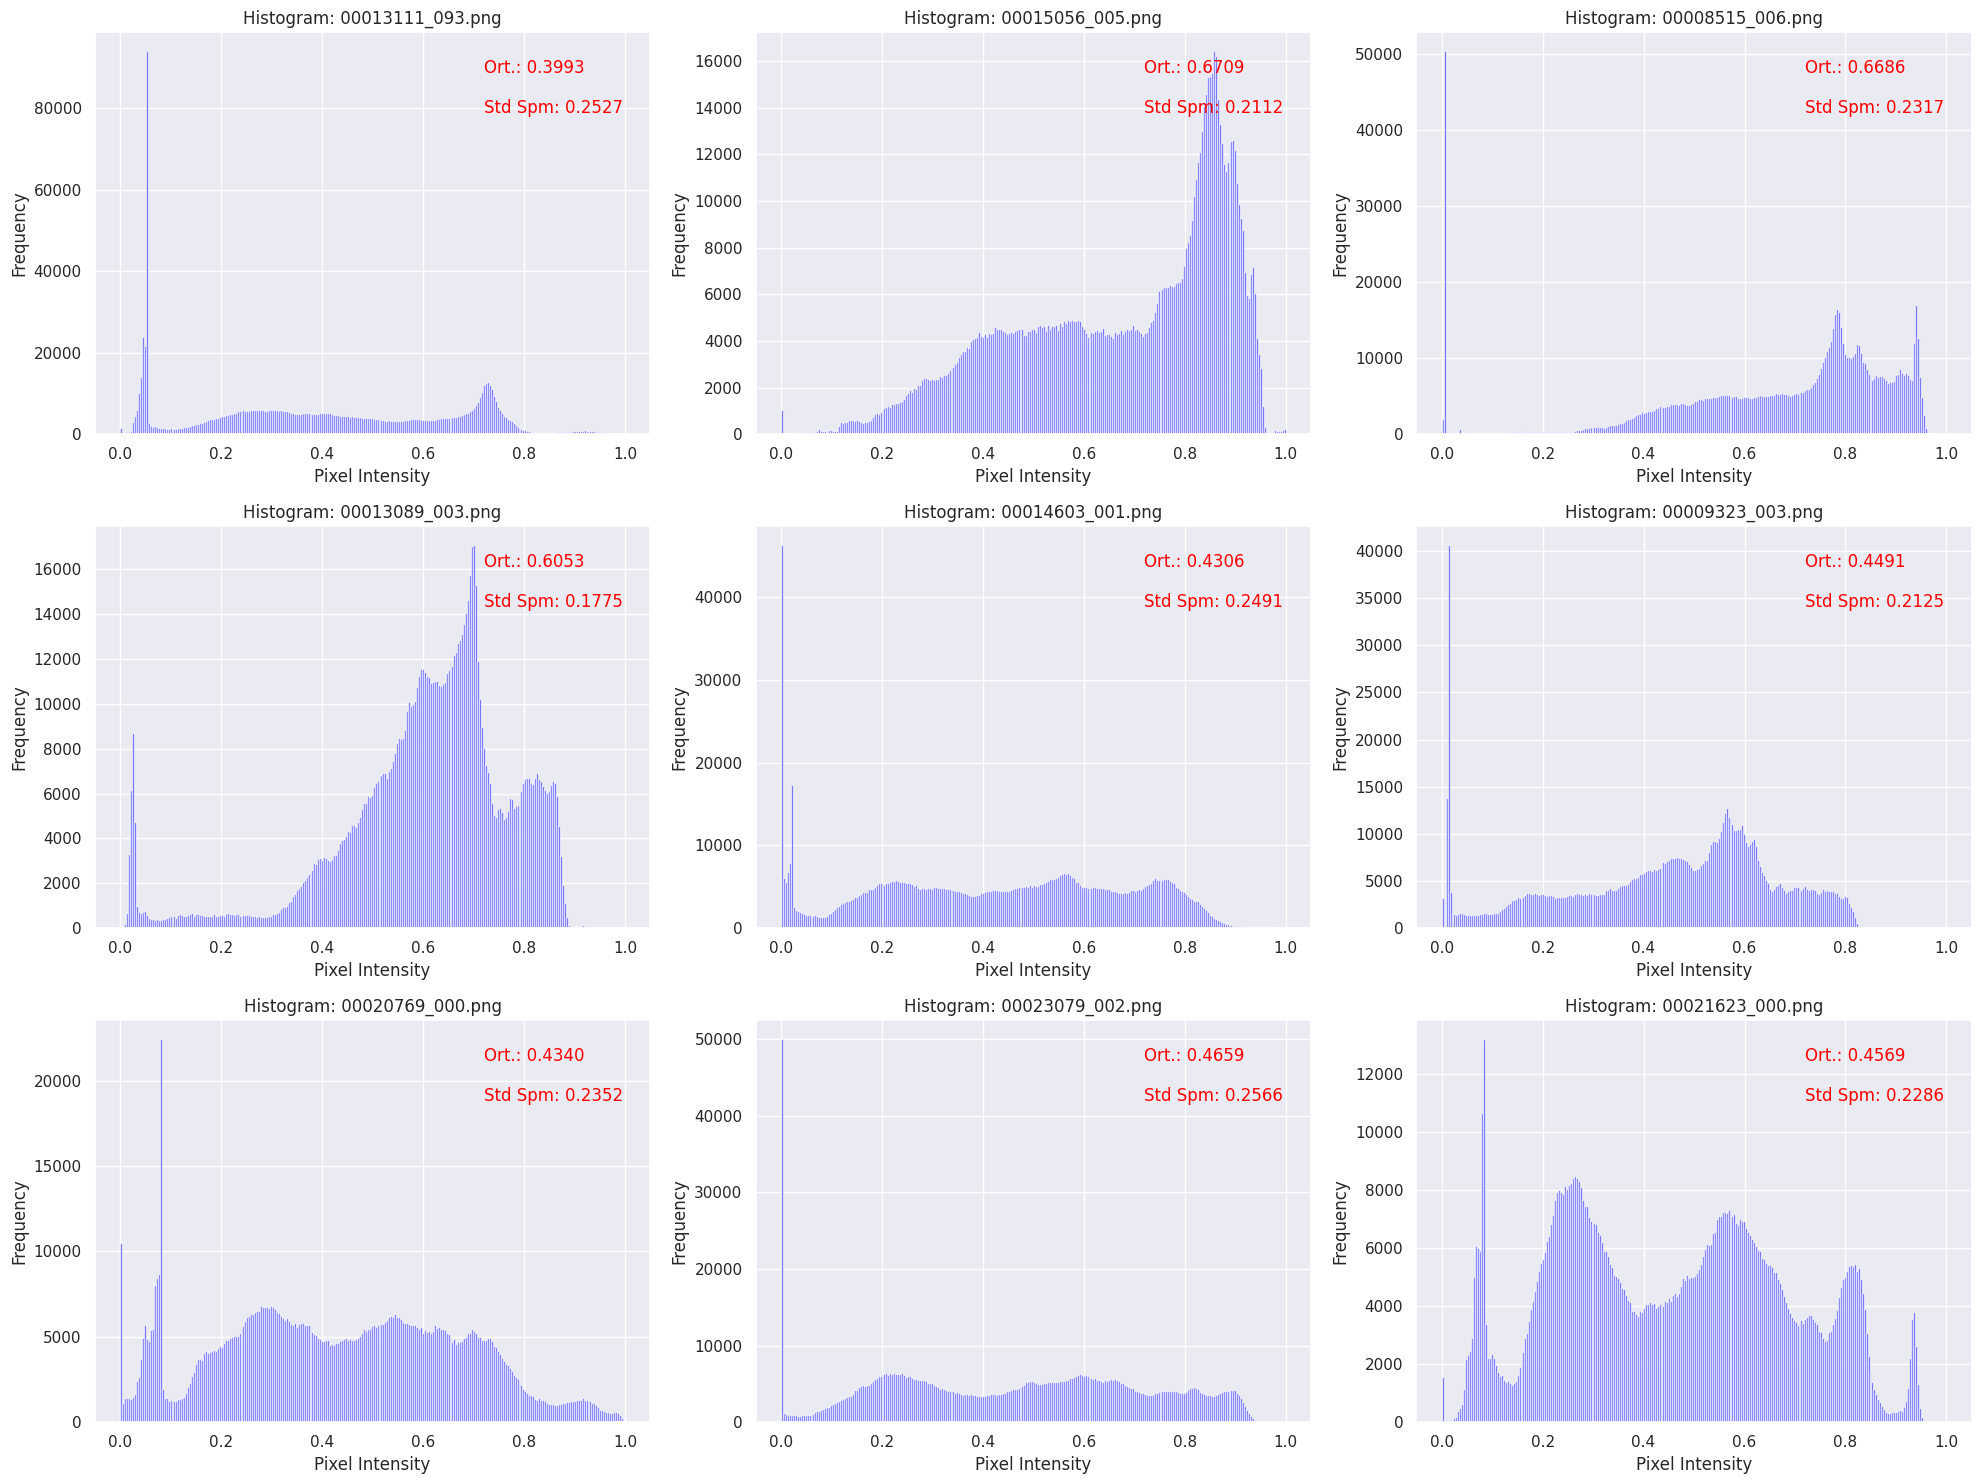 Histogram: 00013111_093.png
Ort.: 0.3993
Std Spm: 0.2527
Frequency
80000
60000
40000
20000
0
0.0 0.2 0.4 0.6 0.8 1.0
Pixel Intensity
Histogram: 00015056_005.png
Ort.: 0.6709
Std Spm: 0.2112
Frequency
16000
14000
12000
10000
8000
6000
4000
2000
0
0.0 0.2 0.4 0.6 0.8 1.0
Pixel Intensity
Histogram: 00008515_006.png
Ort.: 0.6686
Std Spm: 0.2317
Frequency
50000
40000
30000
20000
10000
0
0.0 0.2 0.4 0.6 0.8 1.0
Pixel Intensity
Histogram: 00013089_003.png
Ort.: 0.6053
Std Spm: 0.1775
Frequency
16000
14000
12000
10000
8000
6000
4000
2000
0
0.0 0.2 0.4 0.6 0.8 1.0
Pixel Intensity
Histogram: 00014603_001.png
Ort.: 0.4306
Std Spm: 0.2491
Frequency
40000
30000
20000
10000
0
0.0 0.2 0.4 0.6 0.8 1.0
Pixel Intensity
Histogram: 00009323_003.png
Ort.: 0.4491
Std Spm: 0.2125
Frequency
40000
35000
30000
25000
20000
15000
10000
5000
0
0.0 0.2 0.4 0.6 0.8 1.0
Pixel Intensity
Histogram: 00020769_000.png
Ort.: 0.4340
Std Spm: 0.2352
Frequency
20000
15000
10000
5000
0
0.0 0.2 0.4 0.6 0.8 1.0
Pixel Intensity
Histogram: 00023079_002.png
Ort.: 0.4659
Std Spm: 0.2566
Frequency
50000
40000
30000
20000
10000
0
0.0 0.2 0.4 0.6 0.8 1.0
Pixel Intensity
Histogram: 00021623_000.png
Ort.: 0.4569
Std Spm: 0.2286
Frequency
12000
10000
8000
6000
4000
2000
0
0.0 0.2 0.4 0.6 0.8 1.0
Pixel Intensity